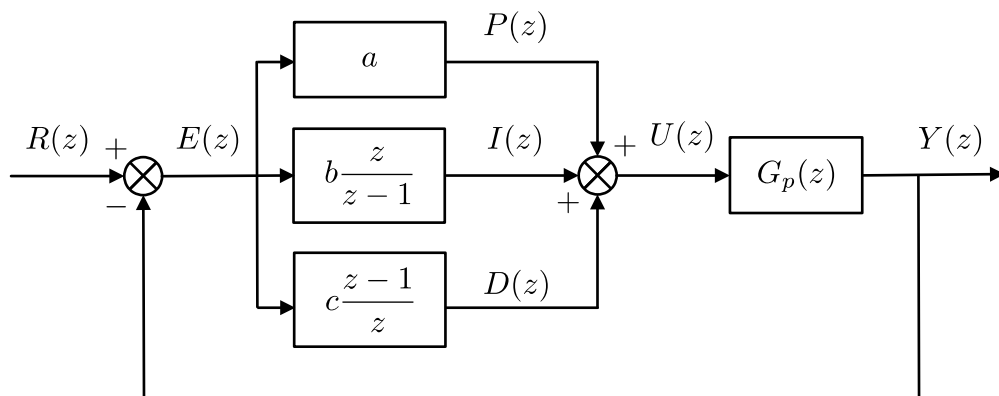 P(z)
a
R(z)
+
E(z)
I(z)
+
U(z)
Y(z)
b z/(z − 1)
G_p(z)
−
+
D(z)
c (z − 1)/z